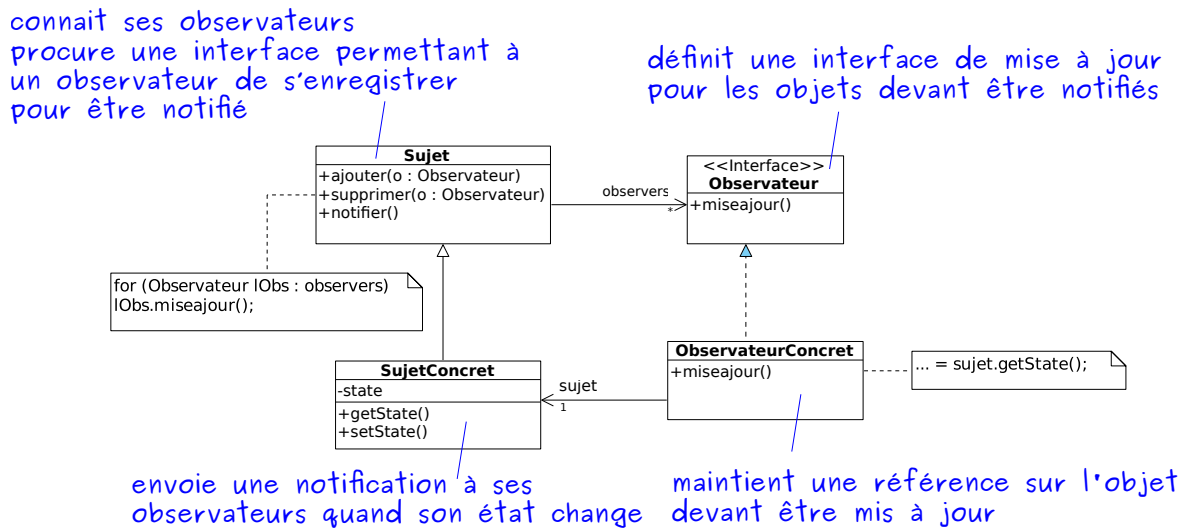 connait ses observateurs
procure une interface permettant à
un observateur de s'enregistrer
pour être notifié
définit une interface de mise à jour
pour les objets devant être notifiés
Sujet
+ajouter(o : Observateur)
+supprimer(o : Observateur)
+notifier()
observers
*
<<Interface>>
Observateur
+miseajour()
for (Observateur lObs : observers)
lObs.miseajour();
SujetConcret
-state
+getState()
+setState()
sujet
1
ObservateurConcret
+miseajour()
... = sujet.getState();
envoie une notification à ses
observateurs quand son état change
maintient une référence sur l'objet
devant être mis à jour